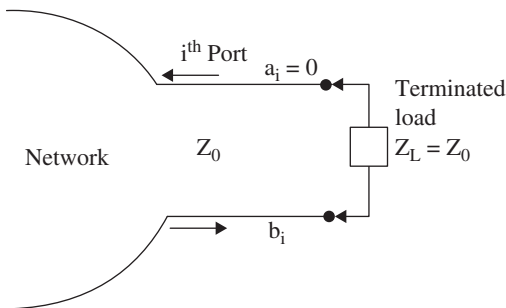 i^th Port
a_i = 0
Terminated
load
Z_L = Z_0
Network
Z_0
b_i